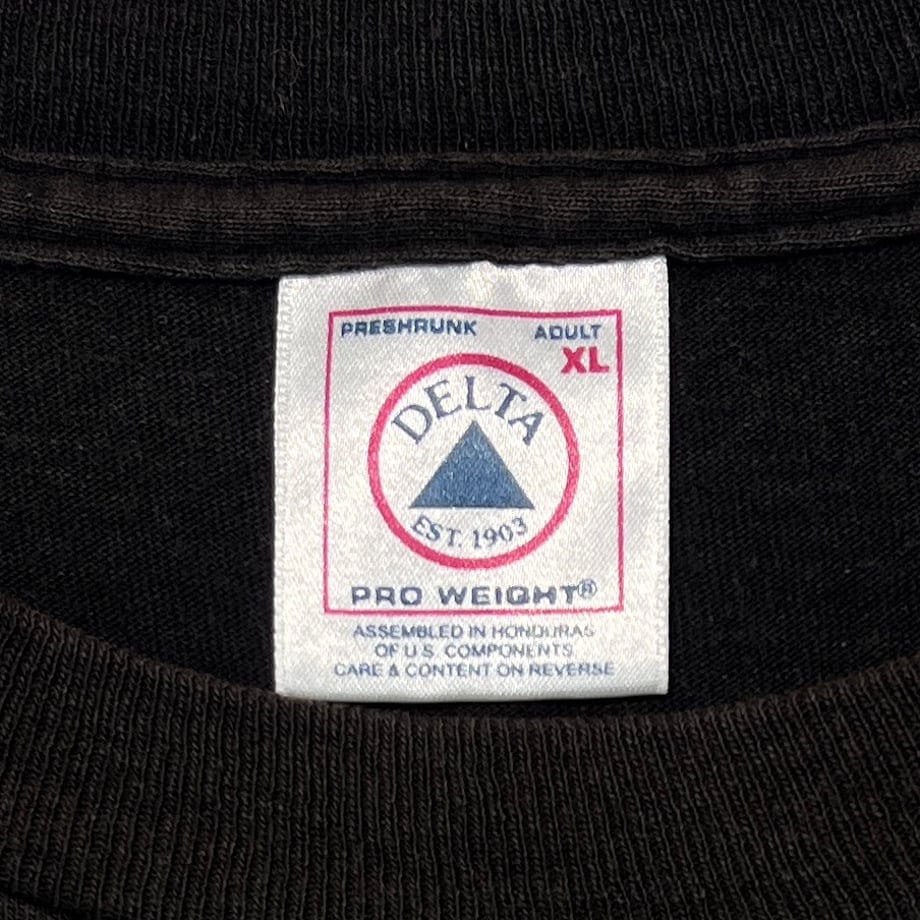 PRESHRUNK ADULT
XL
DELTA
EST. 1903
PRO WEIGHT®
ASSEMBLED IN HONDURAS
OF U.S. COMPONENTS
CARE & CONTENT ON REVERSE